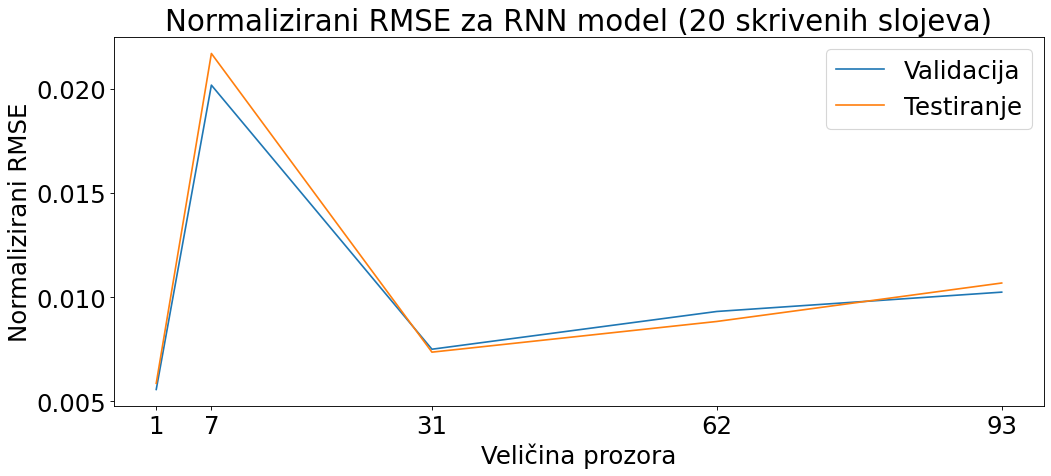 Normalizirani RMSE za RNN model (20 skrivenih slojeva)
Validacija
Testiranje
Normalizirani RMSE
0.020
0.015
0.010
0.005
1 7 31 62 93
Veličina prozora